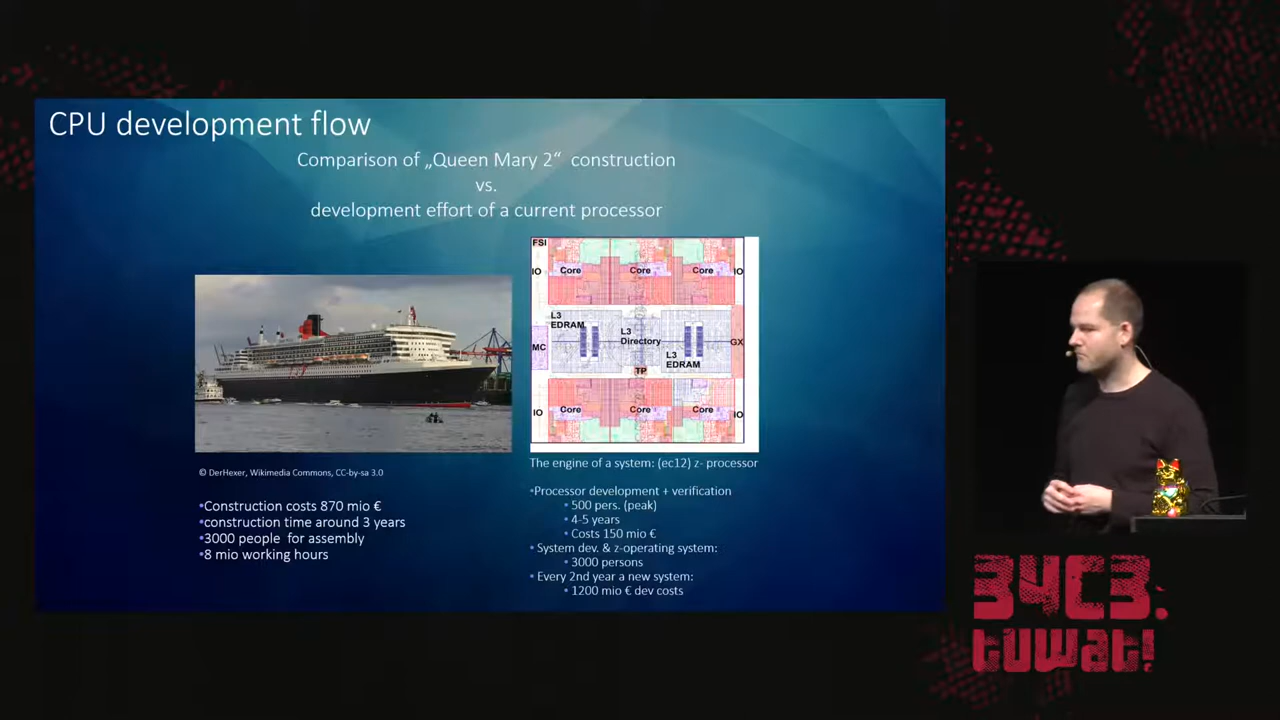 CPU development flow
Comparison of „Queen Mary 2“ construction
vs.
development effort of a current processor
FSI
IO Core Core Core IO
L3
EDRAM
L3
Directory
MC
GX
L3
EDRAM
TP
IO Core Core Core IO
© DerHexer, Wikimedia Commons, CC-by-sa 3.0
•Construction costs 870 mio €
•construction time around 3 years
•3000 people for assembly
•8 mio working hours
The engine of a system: (ec12) z- processor
•Processor development + verification
• 500 pers. (peak)
• 4-5 years
• Costs 150 mio €
• System dev. & z-operating system:
• 3000 persons
• Every 2nd year a new system:
• 1200 mio € dev costs
34C3.
tuwat!